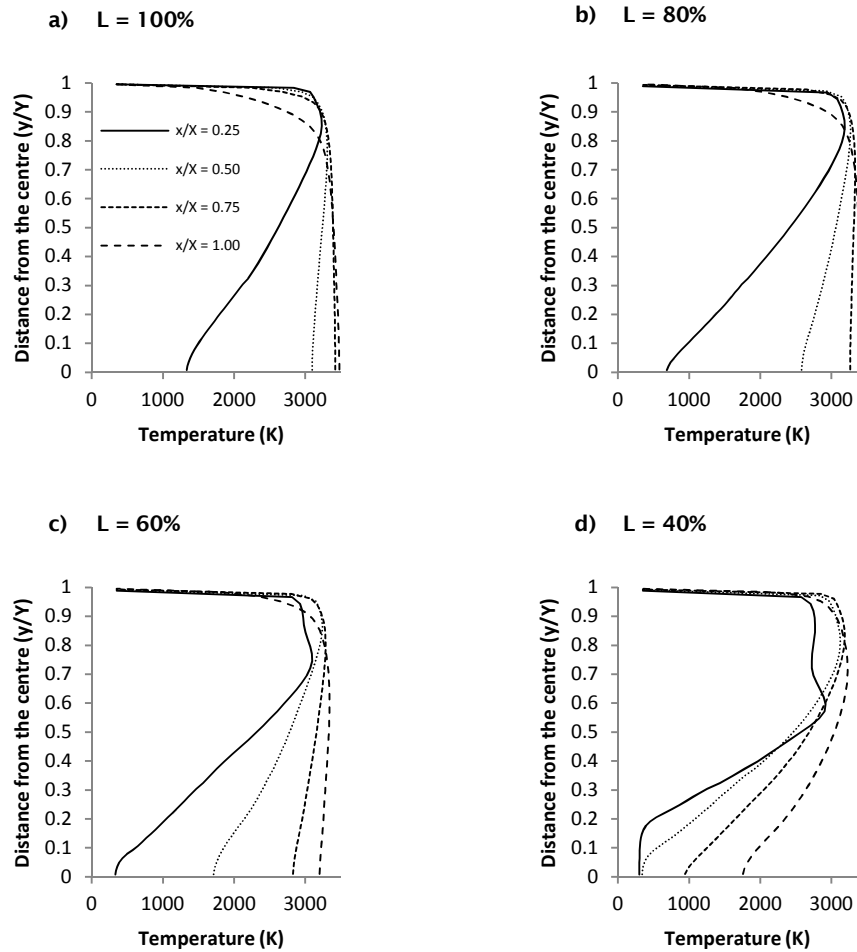 a) L = 100%
Distance from the centre (y/Y)
1
0.9
0.8
0.7
0.6
0.5
0.4
0.3
0.2
0.1
0
x/X = 0.25
x/X = 0.50
x/X = 0.75
x/X = 1.00
0 1000 2000 3000
Temperature (K)
b) L = 80%
Distance from the centre (y/Y)
1
0.9
0.8
0.7
0.6
0.5
0.4
0.3
0.2
0.1
0
0 1000 2000 3000
Temperature (K)
c) L = 60%
Distance from the centre (y/Y)
1
0.9
0.8
0.7
0.6
0.5
0.4
0.3
0.2
0.1
0
0 1000 2000 3000
Temperature (K)
d) L = 40%
Distance from the centre (y/Y)
1
0.9
0.8
0.7
0.6
0.5
0.4
0.3
0.2
0.1
0
0 1000 2000 3000
Temperature (K)